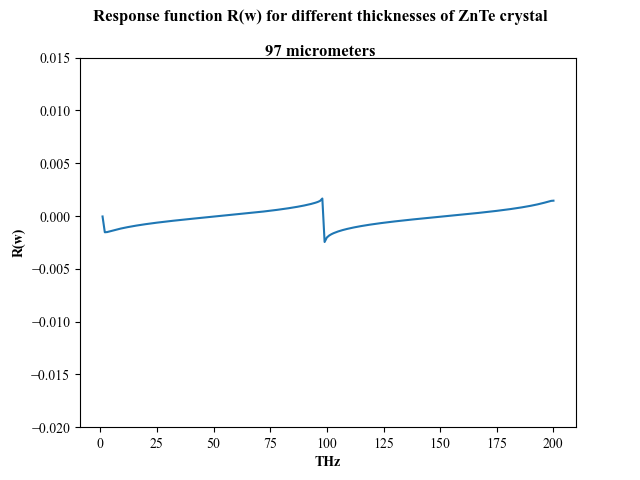 Response function R(w) for different thicknesses of ZnTe crystal
97 micrometers
0.015
0.010
0.005
0.000
−0.005
−0.010
−0.015
−0.020
R(w)
0 25 50 75 100 125 150 175 200
THz